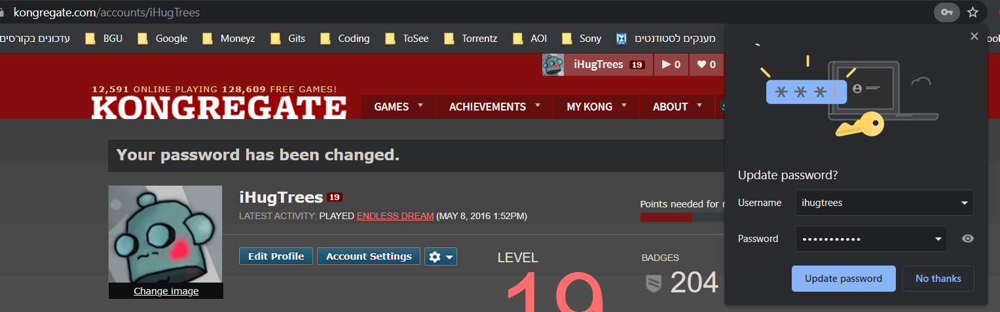 kongregate.com/accounts/iHugTrees
עדכונים בקורסים BGU Google Moneyz Gits Coding ToSee Torrentz AOI Sony מענקים לסטודנטים
iHugTrees 19 0 0
12,591 ONLINE PLAYING 128,609 FREE GAMES!
KONGREGATE
GAMES ACHIEVEMENTS MY KONG ABOUT
Your password has been changed.
iHugTrees 19
LATEST ACTIVITY: PLAYED ENDLESS DREAM (MAY 8, 2016 1:52PM)
Points needed for
Edit Profile Account Settings
LEVEL
19
BADGES
204
Change image
* * *
Update password?
Username ihugtrees
Password •••••••••••
Update password No thanks